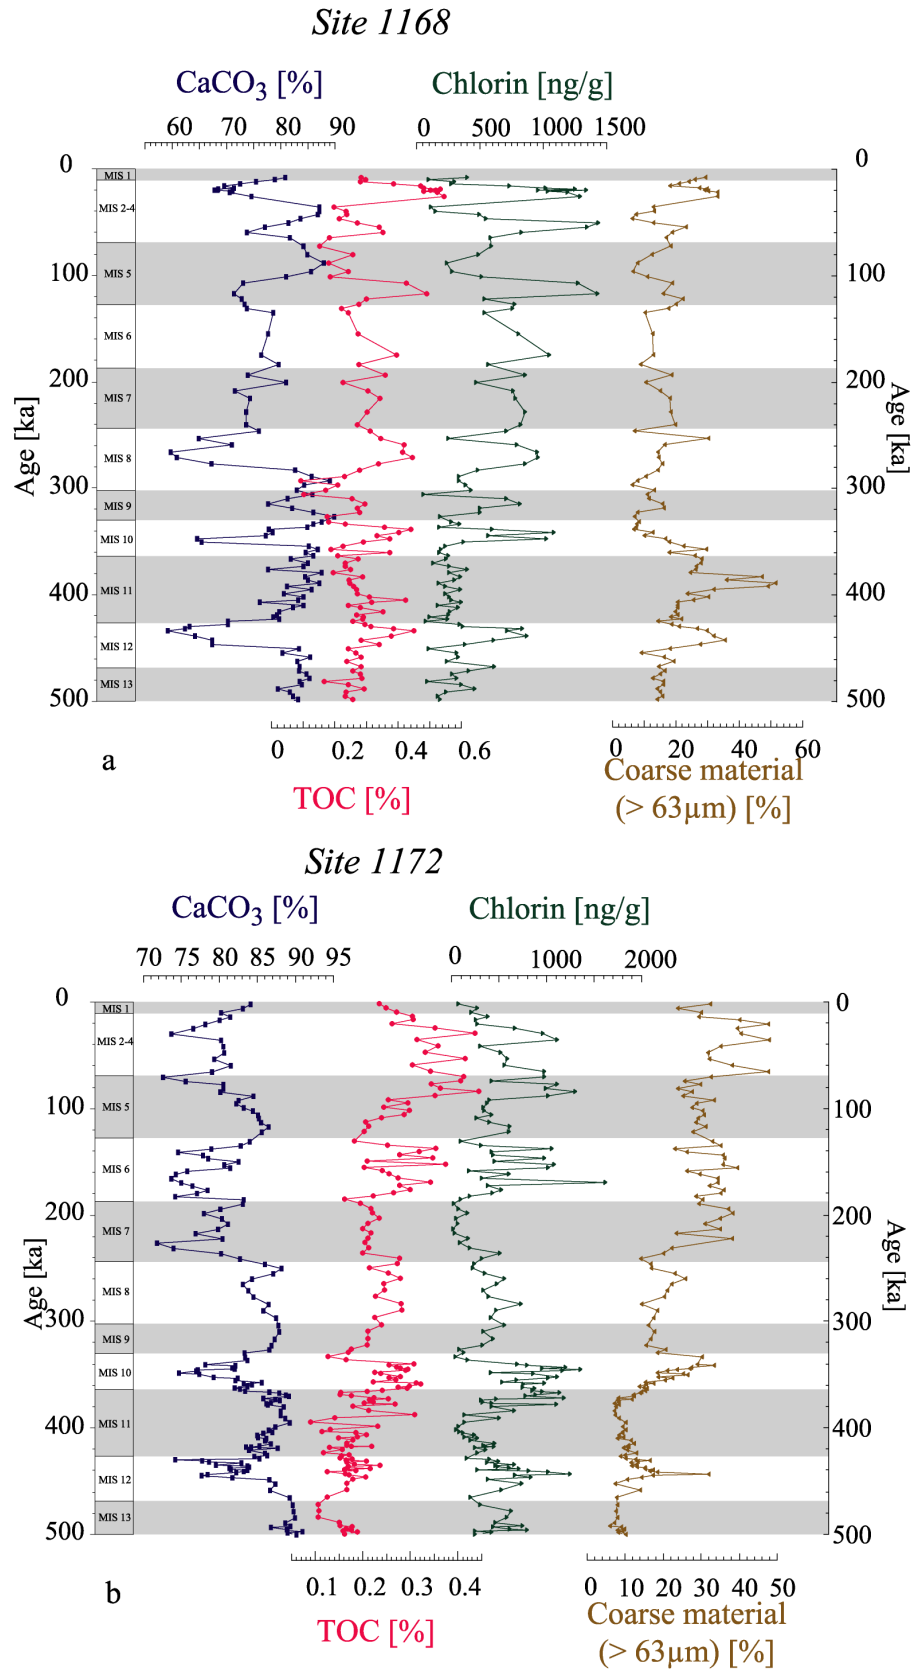 Site 1168
CaCO3 [%] Chlorin [ng/g]
60 70 80 90 0 500 1000 1500
0 MIS 1 0
MIS 2-4
MIS 5
100 100
MIS 6
200 MIS 7 200
MIS 8
300 300
MIS 9
MIS 10
400 MIS 11 400
MIS 12
MIS 13
500 500
Age [ka] Age [ka]
0 0.2 0.4 0.6 0 20 40 60
a
TOC [%] Coarse material
(> 63µm) [%]
Site 1172
CaCO3 [%] Chlorin [ng/g]
70 75 80 85 90 95 0 1000 2000
0 MIS 1 0
MIS 2-4
MIS 5
100 100
MIS 6
200 MIS 7 200
MIS 8
300 300
MIS 9
MIS 10
400 MIS 11 400
MIS 12
MIS 13
500 500
Age [ka] Age [ka]
0.1 0.2 0.3 0.4 0 10 20 30 40 50
b
TOC [%] Coarse material
(> 63µm) [%]